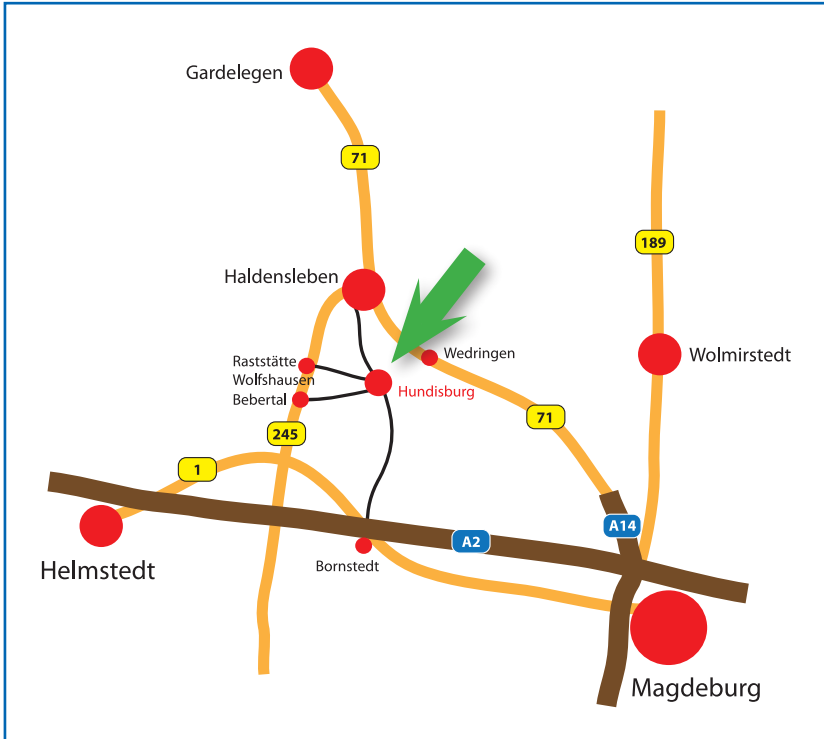 Gardelegen
71
189
Haldensleben
Wedringen
Wolmirstedt
Raststätte
Wolfshausen
Hundisburg
Bebertal
71
245
1
A14
A2
Bornstedt
Helmstedt
Magdeburg